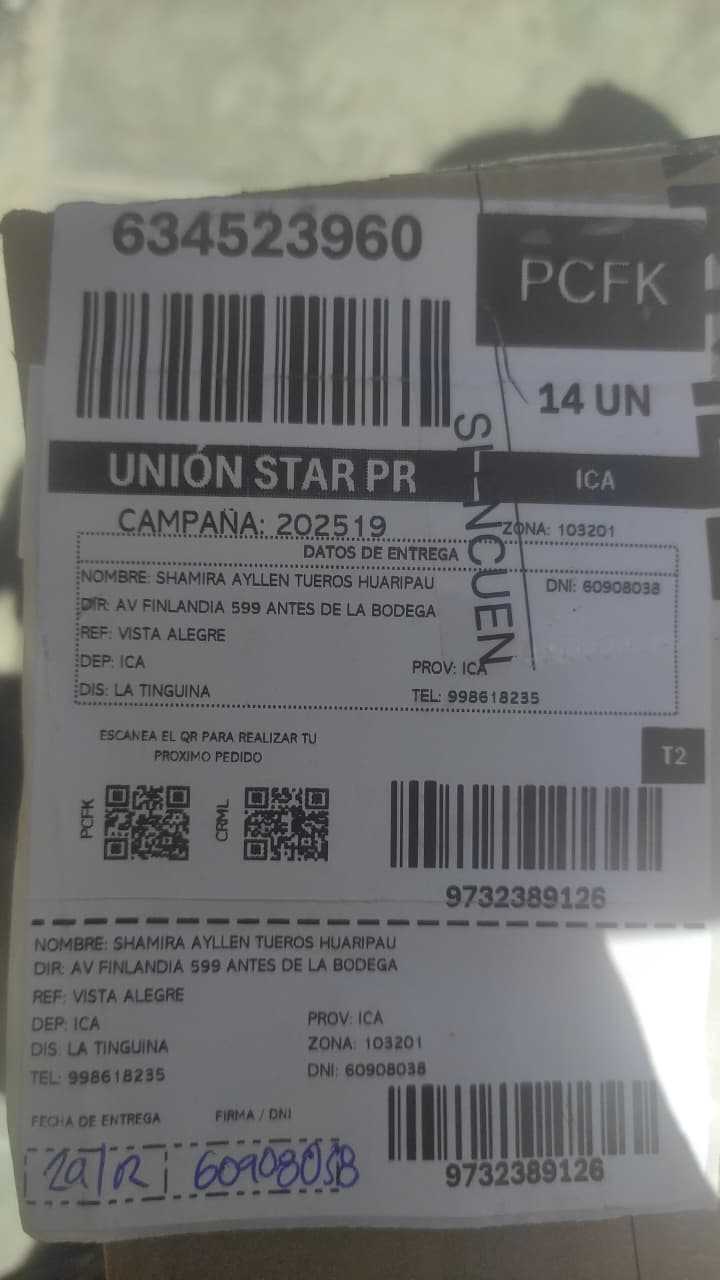 634523960
PCFK
14 UN
UNIÓN STAR PR
ICA
CAMPAÑA: 202519
ZONA: 103201
DATOS DE ENTREGA
NOMBRE: SHAMIRA AYLLEN TUEROS HUARIPAU
DNI: 60908038
DIR: AV FINLANDIA 599 ANTES DE LA BODEGA
REF: VISTA ALEGRE
DEP: ICA
PROV: ICA
DIS: LA TINGUINA
TEL: 998618235
ESCANEA EL QR PARA REALIZAR TU
PROXIMO PEDIDO
T2
PCFK
CRML
9732389126
NOMBRE: SHAMIRA AYLLEN TUEROS HUARIPAU
DIR: AV FINLANDIA 599 ANTES DE LA BODEGA
REF: VISTA ALEGRE
DEP: ICA
PROV: ICA
DIS: LA TINGUINA
ZONA: 103201
TEL: 998618235
DNI: 60908038
FECHA DE ENTREGA
FIRMA / DNI
60908038
9732389126